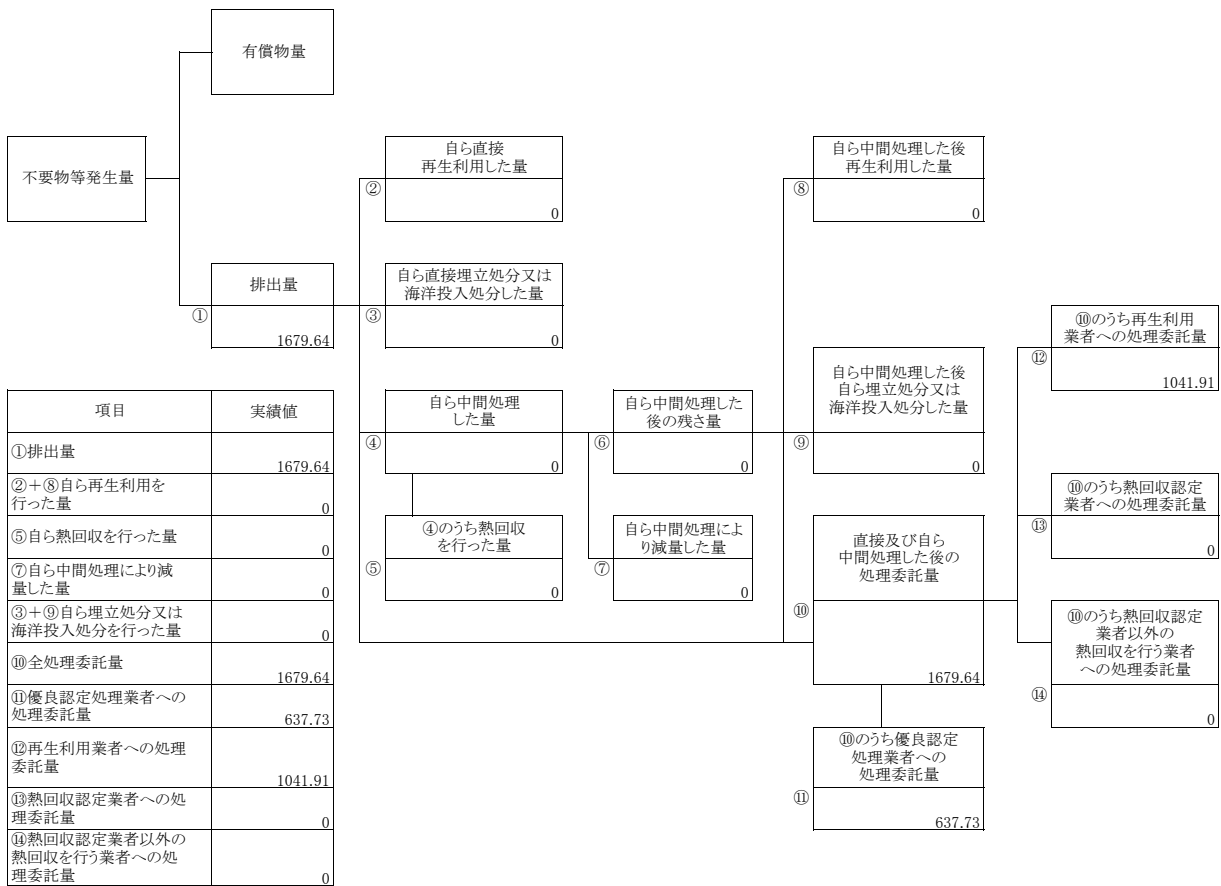 有償物量
不要物等発生量
自ら直接
再生利用した量
②
0
自ら中間処理した後
再生利用した量
⑧
0
排出量
①
1679.64
自ら直接埋立処分又は
海洋投入処分した量
③
0
⑩のうち再生利用
業者への処理委託量
⑫
1041.91
自ら中間処理
した量
④
0
自ら中間処理した
後の残さ量
⑥
0
自ら中間処理した後
自ら埋立処分又は
海洋投入処分した量
⑨
0
⑩のうち熱回収認定
業者への処理委託量
⑬
0
④のうち熱回収
を行った量
⑤
0
自ら中間処理によ
り減量した量
⑦
0
直接及び自ら
中間処理した後の
処理委託量
⑩
1679.64
⑩のうち熱回収認定
業者以外の
熱回収を行う業者
への処理委託量
⑭
0
⑩のうち優良認定
処理業者への
処理委託量
⑪
637.73
項目
実績値
①排出量
1679.64
②＋⑧自ら再生利用を
行った量
0
⑤自ら熱回収を行った量
0
⑦自ら中間処理により減
量した量
0
③＋⑨自ら埋立処分又は
海洋投入処分を行った量
0
⑩全処理委託量
1679.64
⑪優良認定処理業者への
処理委託量
637.73
⑫再生利用業者への処理
委託量
1041.91
⑬熱回収認定業者への処
理委託量
0
⑭熱回収認定業者以外の
熱回収を行う業者への処
理委託量
0